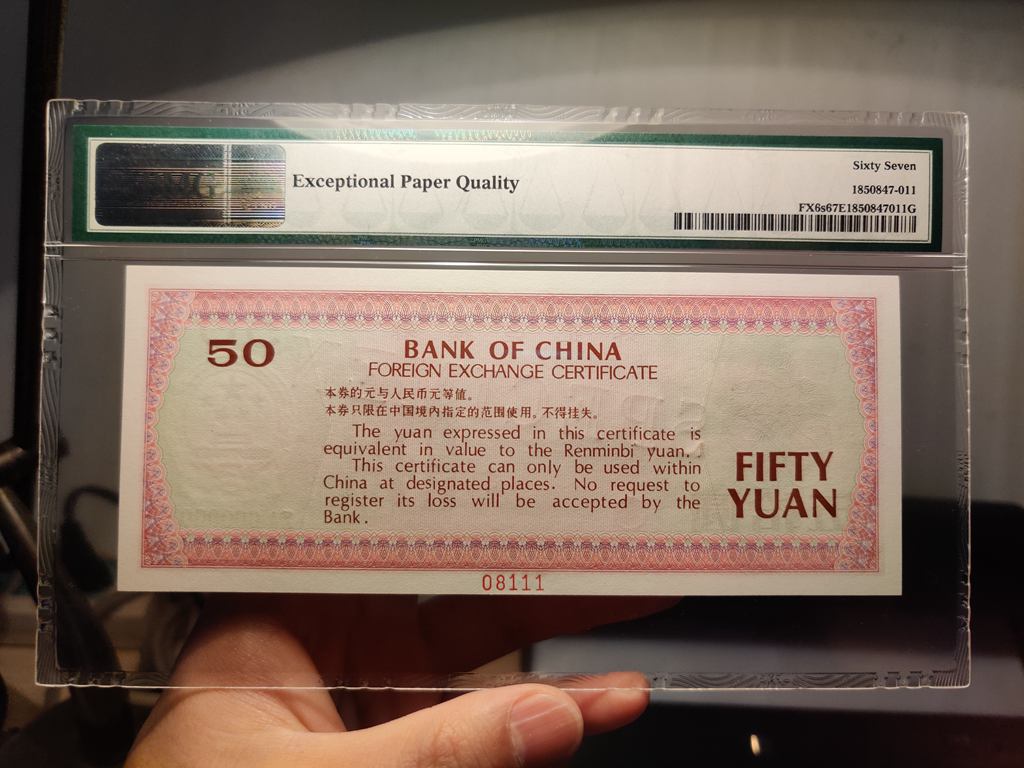 Exceptional Paper Quality
Sixty Seven
1850847-011
FX6s67E1850847011G
50
BANK OF CHINA
FOREIGN EXCHANGE CERTIFICATE
本券的元与人民币元等值。
本券只限在中国境内指定的范围使用。不得挂失。
The yuan expressed in this certificate is
equivalent in value to the Renminbi yuan.
This certificate can only be used within
China at designated places. No request to
register its loss will be accepted by the
Bank.
FIFTY
YUAN
08111